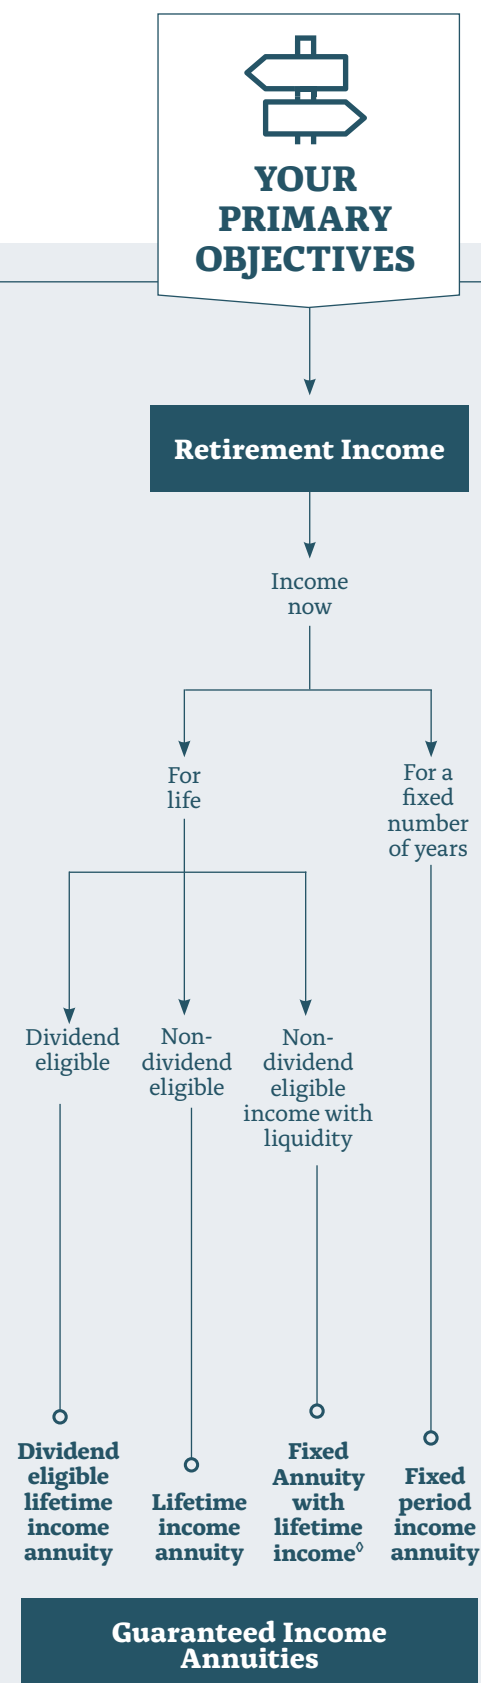 YOUR
PRIMARY
OBJECTIVES
Retirement Income
Income
now
For
life
For a
fixed
number
of years
Dividend
eligible
Non-
dividend
eligible
Non-
dividend
eligible
income with
liquidity
Dividend
eligible
lifetime
income
annuity
Lifetime
income
annuity
Fixed
Annuity
with
lifetime
income◊
Fixed
period
income
annuity
Guaranteed Income
Annuities